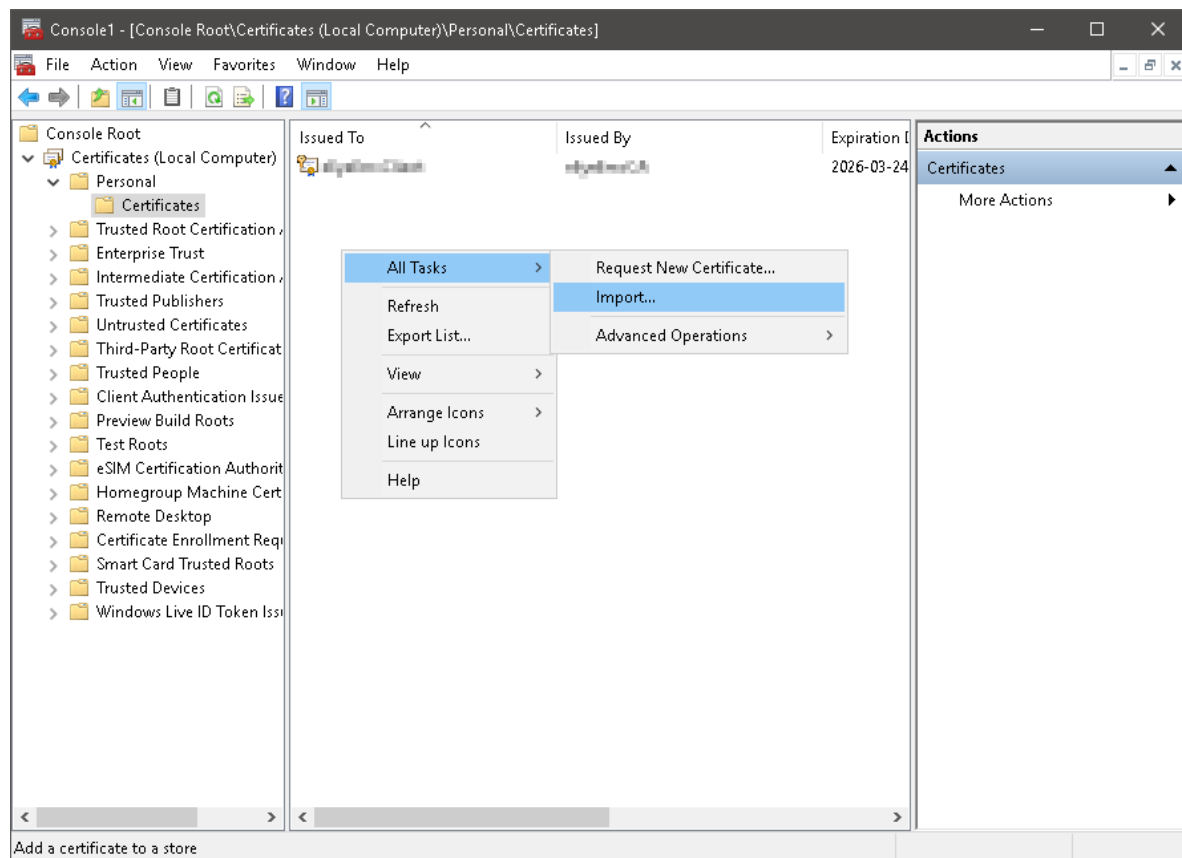 Console1 - [Console Root\Certificates (Local Computer)\Personal\Certificates]
File Action View Favorites Window Help
Console Root
Certificates (Local Computer)
Personal
Certificates
Trusted Root Certification
Enterprise Trust
Intermediate Certification
Trusted Publishers
Untrusted Certificates
Third-Party Root Certificat
Trusted People
Client Authentication Issue
Preview Build Roots
Test Roots
eSIM Certification Authorit
Homegroup Machine Cert
Remote Desktop
Certificate Enrollment Requ
Smart Card Trusted Roots
Trusted Devices
Windows Live ID Token Issu
Issued To Issued By Expiration D
2026-03-24
All Tasks
Refresh
Export List...
View
Arrange Icons
Line up Icons
Help
Request New Certificate...
Import...
Advanced Operations
Actions
Certificates
More Actions
Add a certificate to a store